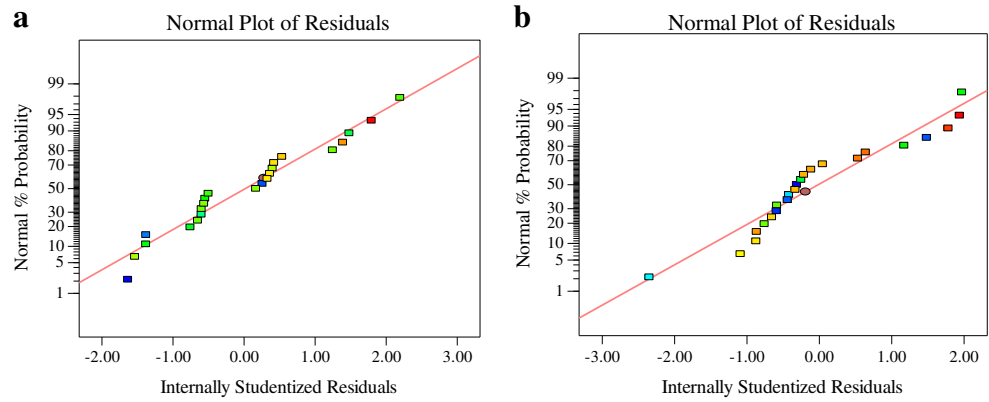 a
Normal Plot of Residuals
Normal % Probability
99
95
90
80
70
50
30
20
10
5
1
-2.00 -1.00 0.00 1.00 2.00 3.00
Internally Studentized Residuals
b
Normal Plot of Residuals
Normal % Probability
99
95
90
80
70
50
30
20
10
5
1
-3.00 -2.00 -1.00 0.00 1.00 2.00
Internally Studentized Residuals